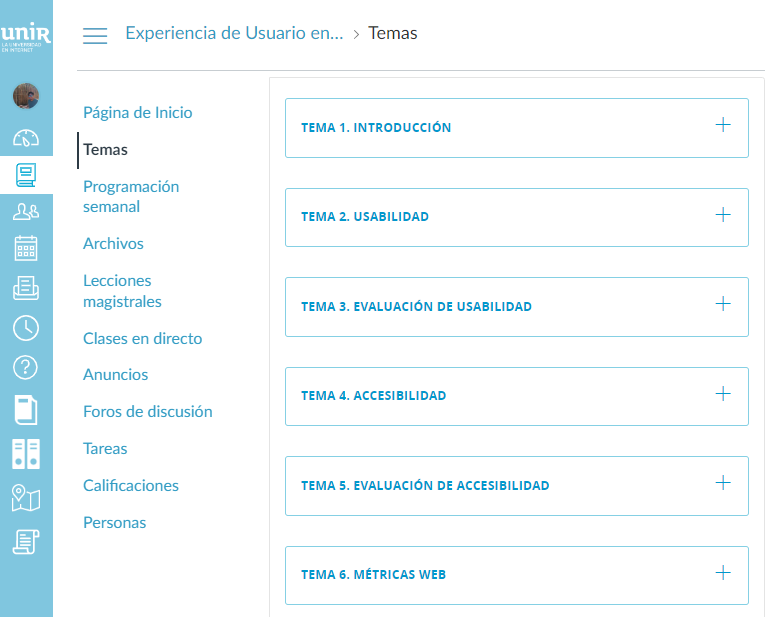 unir
LA UNIVERSIDAD
EN INTERNET
Experiencia de Usuario en... > Temas
Página de Inicio
Temas
Programación
semanal
Archivos
Lecciones
magistrales
Clases en directo
Anuncios
Foros de discusión
Tareas
Calificaciones
Personas
TEMA 1. INTRODUCCIÓN
TEMA 2. USABILIDAD
TEMA 3. EVALUACIÓN DE USABILIDAD
TEMA 4. ACCESIBILIDAD
TEMA 5. EVALUACIÓN DE ACCESIBILIDAD
TEMA 6. MÉTRICAS WEB